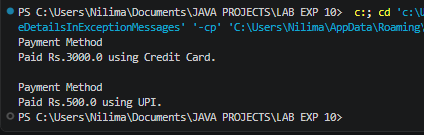 PS C:\Users\Nilima\Documents\JAVA PROJECTS\LAB EXP 10> c:; cd 'c:\U
eDetailsInExceptionMessages' '-cp' 'C:\Users\Nilima\AppData\Roaming\
Payment Method
Paid Rs.3000.0 using Credit Card.
Payment Method
Paid Rs.500.0 using UPI.
PS C:\Users\Nilima\Documents\JAVA PROJECTS\LAB EXP 10>